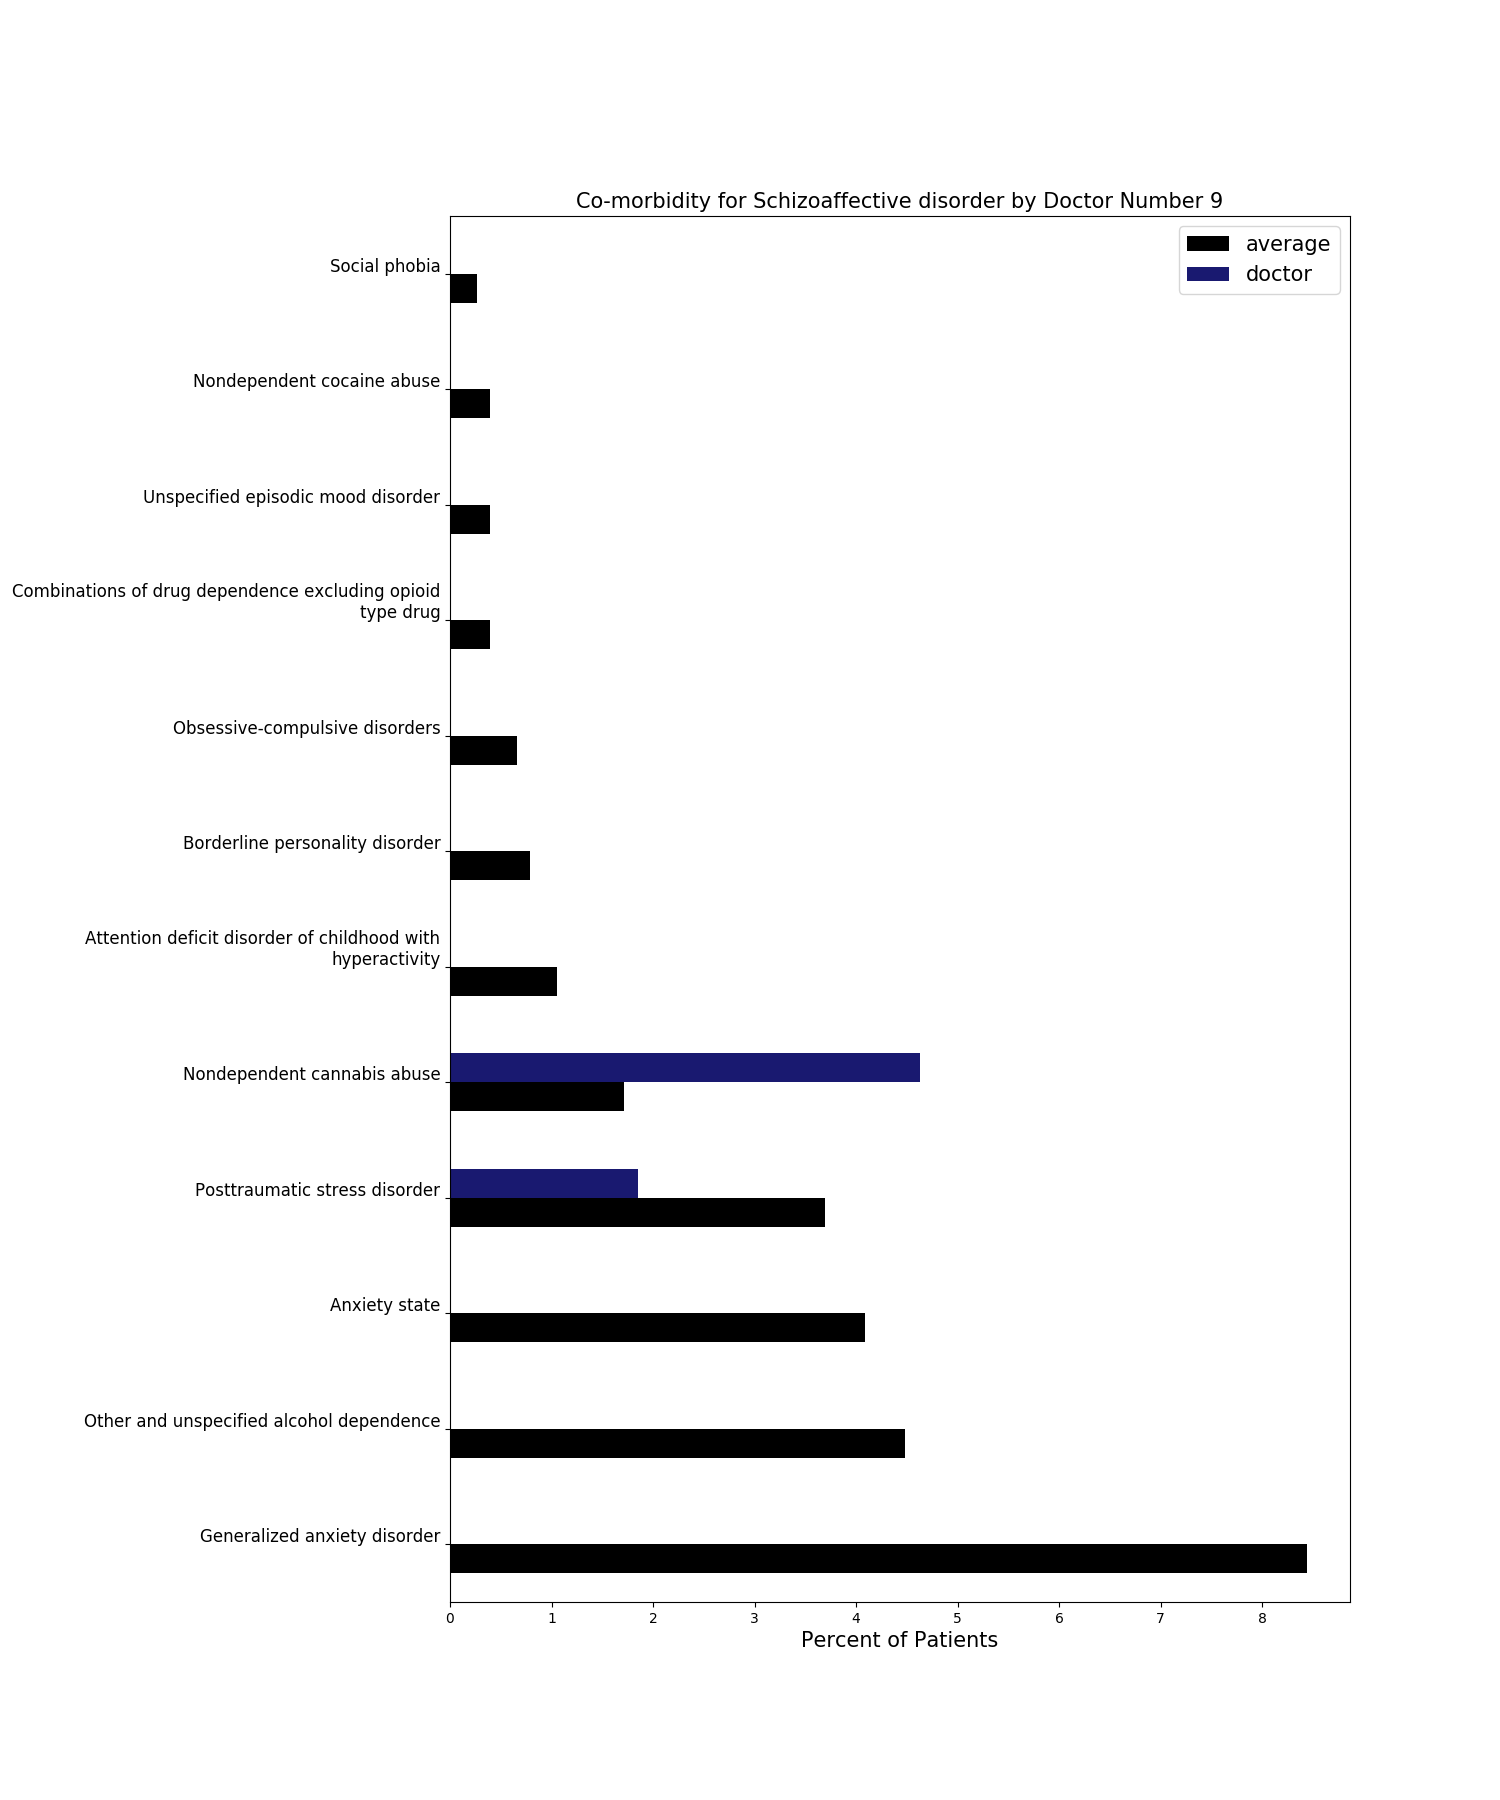 Co-morbidity for Schizoaffective disorder by Doctor Number 9
average
doctor
Social phobia
Nondependent cocaine abuse
Unspecified episodic mood disorder
Combinations of drug dependence excluding opioid
type drug
Obsessive-compulsive disorders
Borderline personality disorder
Attention deficit disorder of childhood with
hyperactivity
Nondependent cannabis abuse
Posttraumatic stress disorder
Anxiety state
Other and unspecified alcohol dependence
Generalized anxiety disorder
0 1 2 3 4 5 6 7 8
Percent of Patients